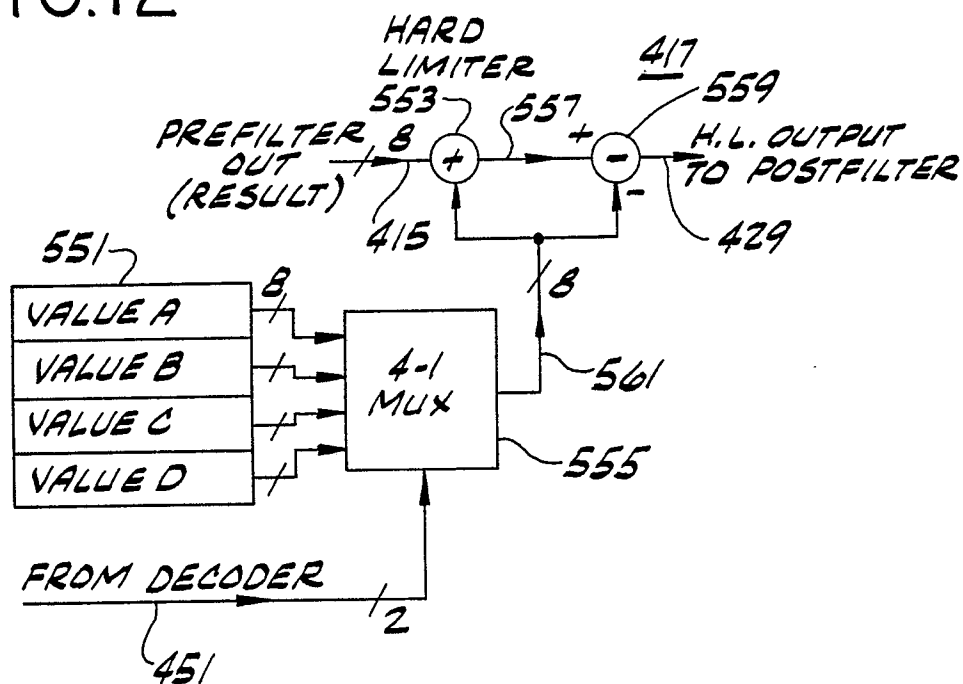 HARD
LIMITER
553
557
417
559
PREFILTER
OUT
(RESULT)
8
+
+
-
-
H.L. OUTPUT
TO POSTFILTER
415
429
551
8
8
VALUE A
VALUE B
VALUE C
VALUE D
4-1
MUX
561
555
FROM DECODER
2
451